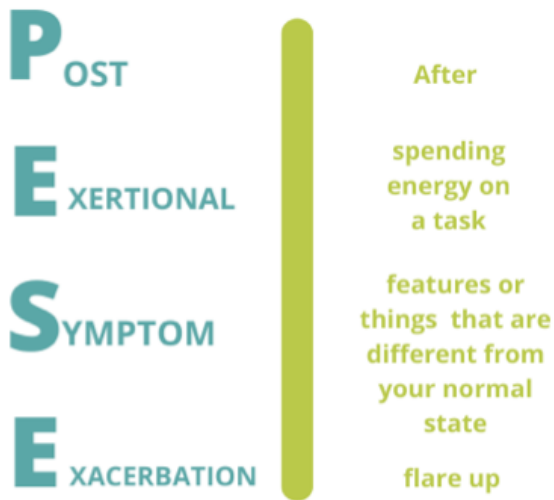 POST
After
EXERTIONAL
spending
energy on
a task
SYMPTOM
features or
things that are
different from
your normal
state
EXACERBATION
flare up